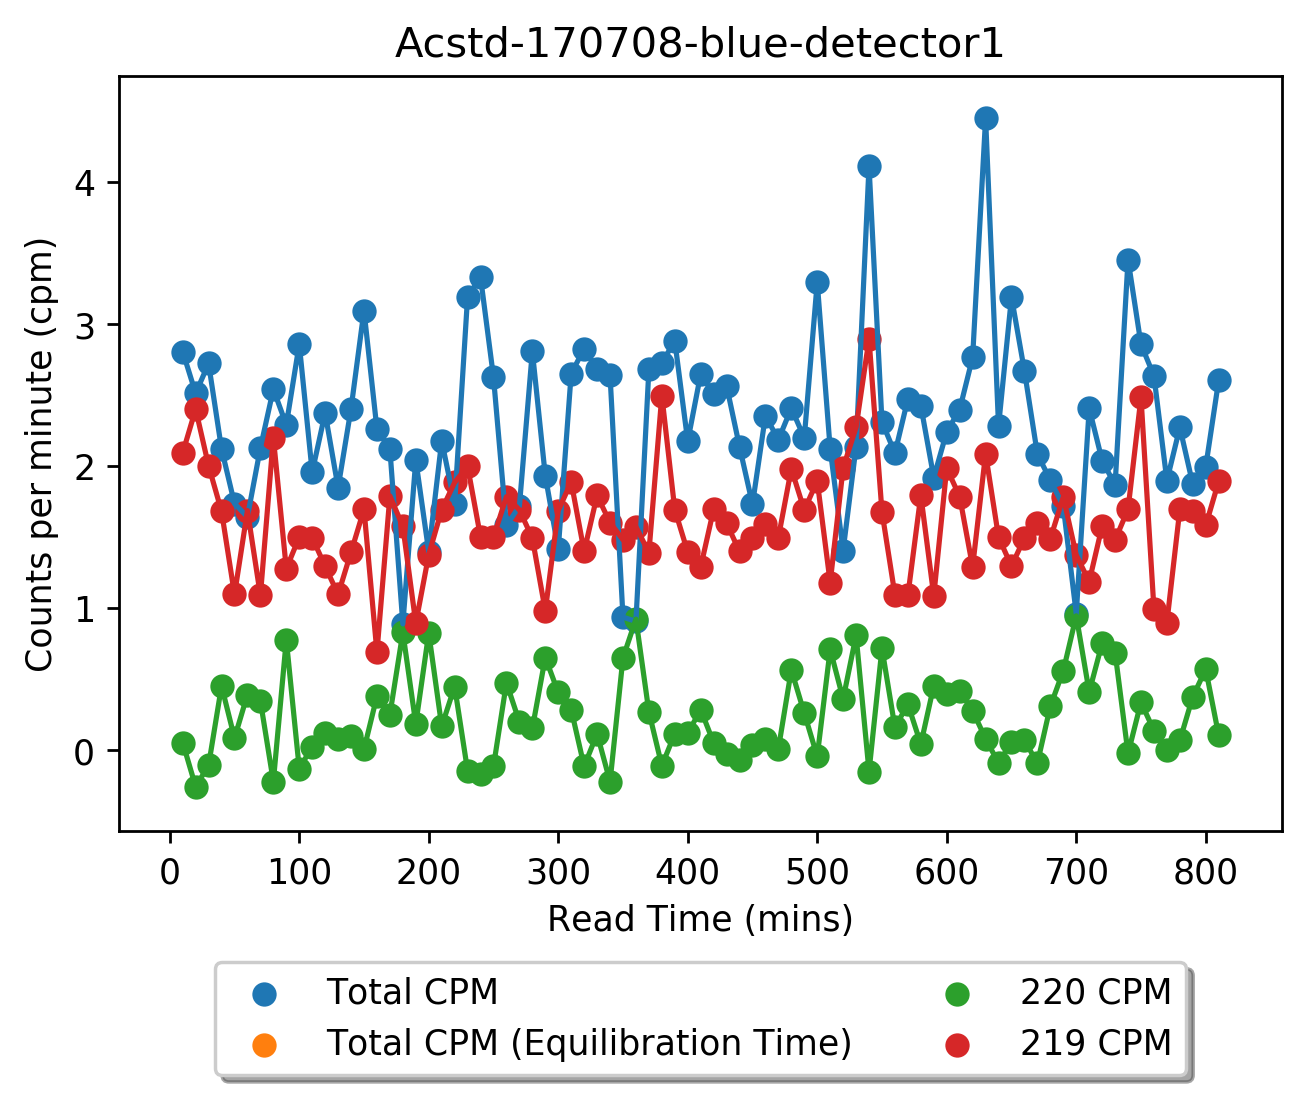 Acstd-170708-blue-detector1
Counts per minute (cpm)
4
3
2
1
0
0 100 200 300 400 500 600 700 800
Read Time (mins)
Total CPM
Total CPM (Equilibration Time)
220 CPM
219 CPM